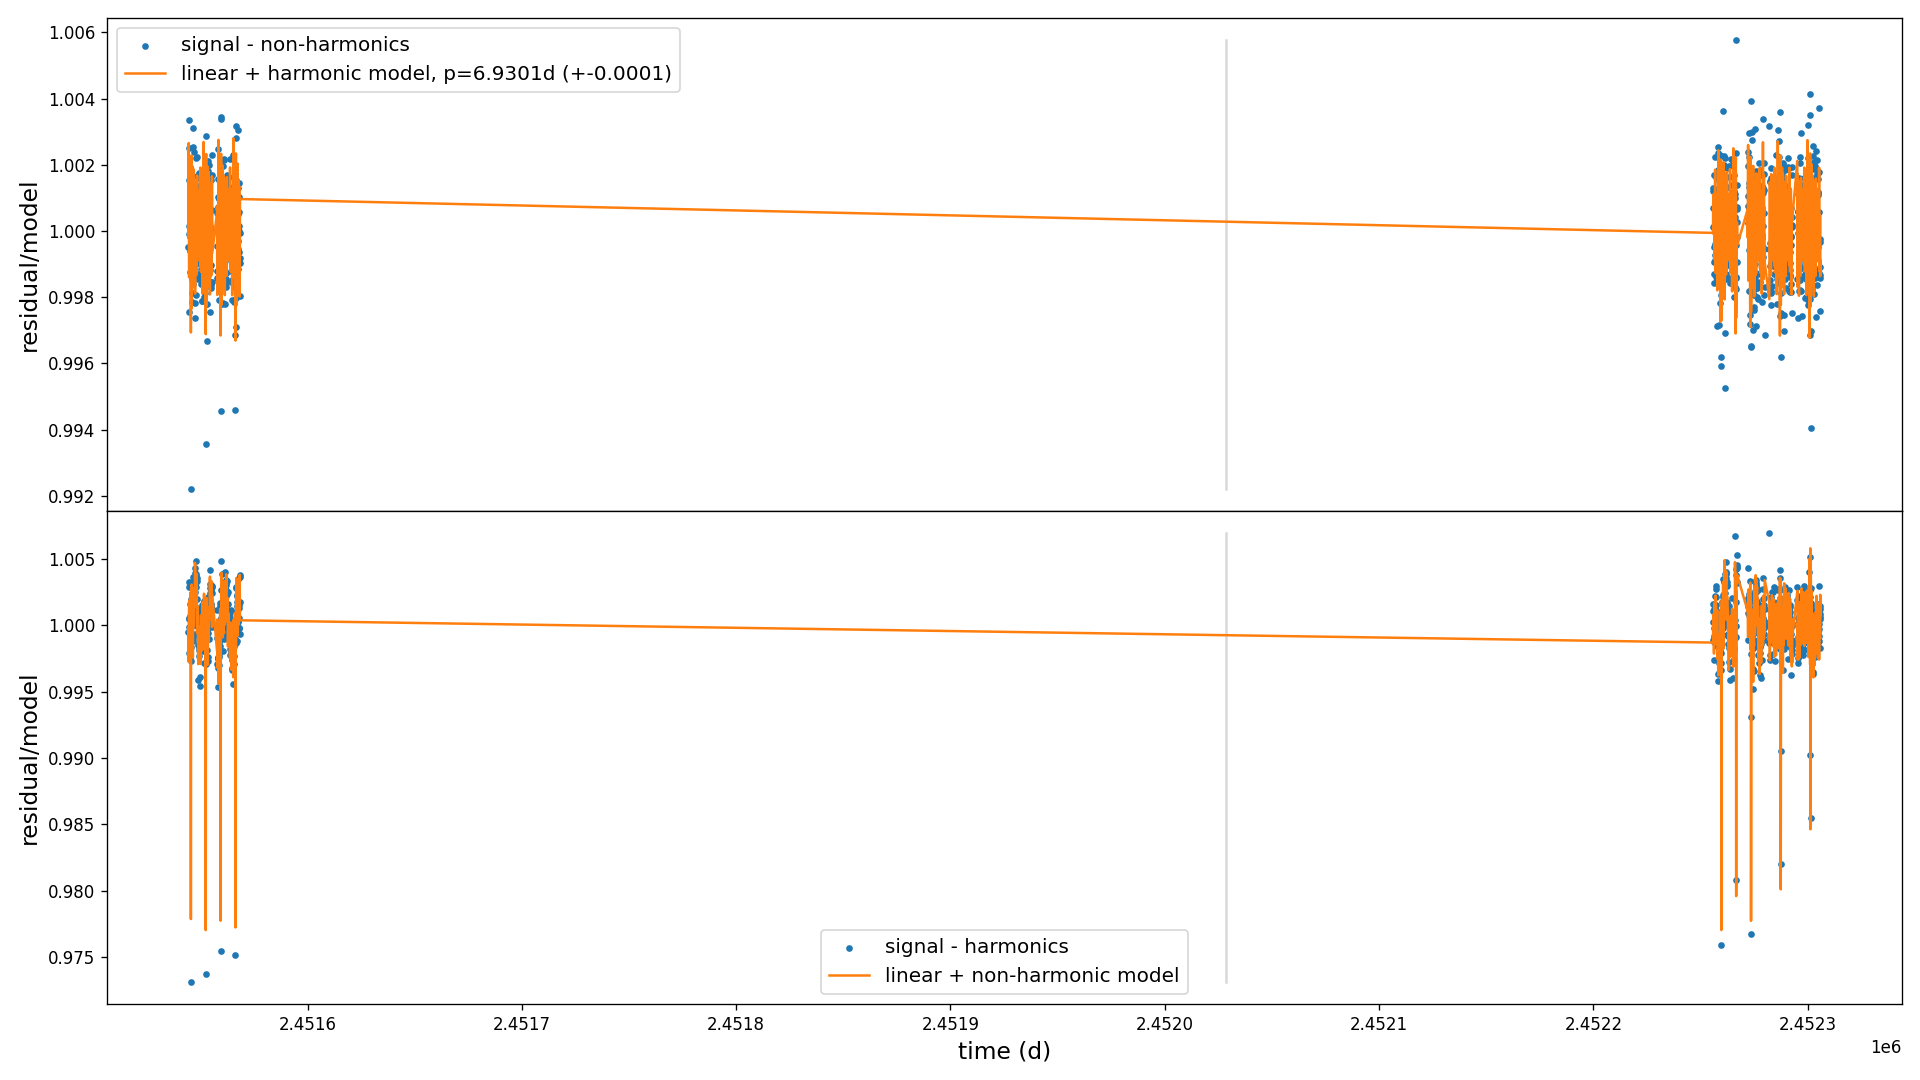 1.006
1.004
1.002
1.000
0.998
0.996
0.994
0.992
residual/model
signal - non-harmonics
linear + harmonic model, p=6.9301d (+-0.0001)
1.005
1.000
0.995
0.990
0.985
0.980
0.975
residual/model
signal - harmonics
linear + non-harmonic model
2.4516 2.4517 2.4518 2.4519 2.4520 2.4521 2.4522 2.4523
1e6
time (d)